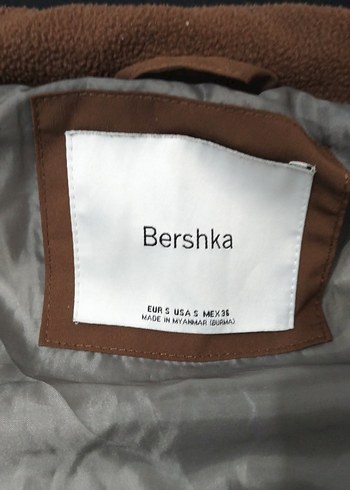 Bershka
EUR S USA S MEX 36
MADE IN MYANMAR (BURMA)